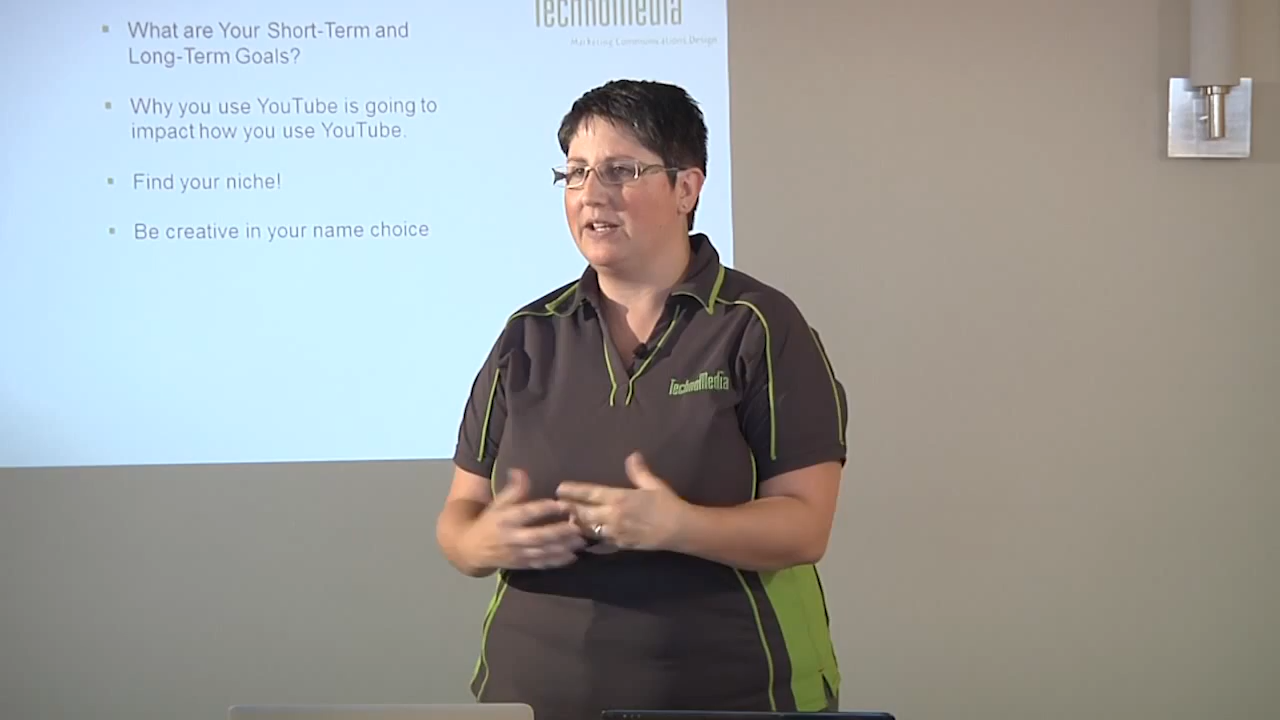 What are Your Short-Term and
Long-Term Goals?
Why you use YouTube is going to
impact how you use YouTube.
Find your niche!
Be creative in your name choice
TechnoMedia
Marketing Communications Design
TechnoMedia